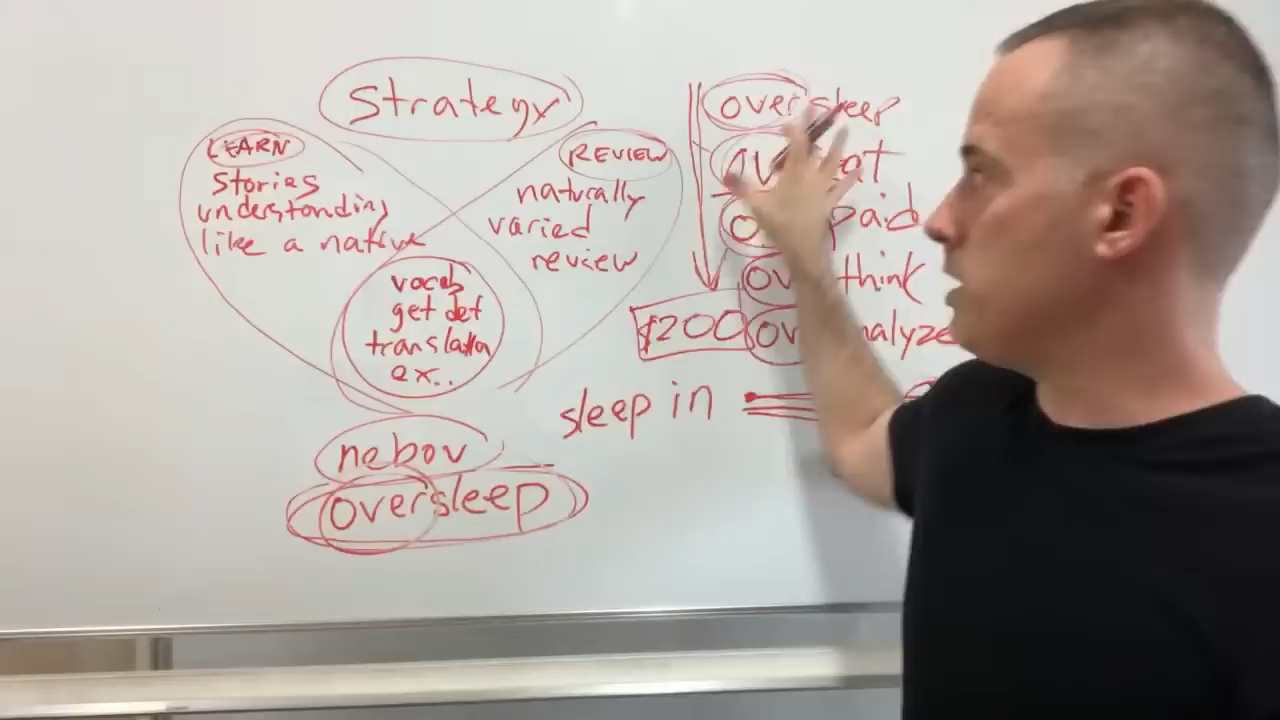 Strategy
LEARN
stories
understanding
like a native
REVIEW
naturally
varied
review
vocab
get def
translation
ex..
nebov
oversleep
oversleep
paid
think
$200
sleep in